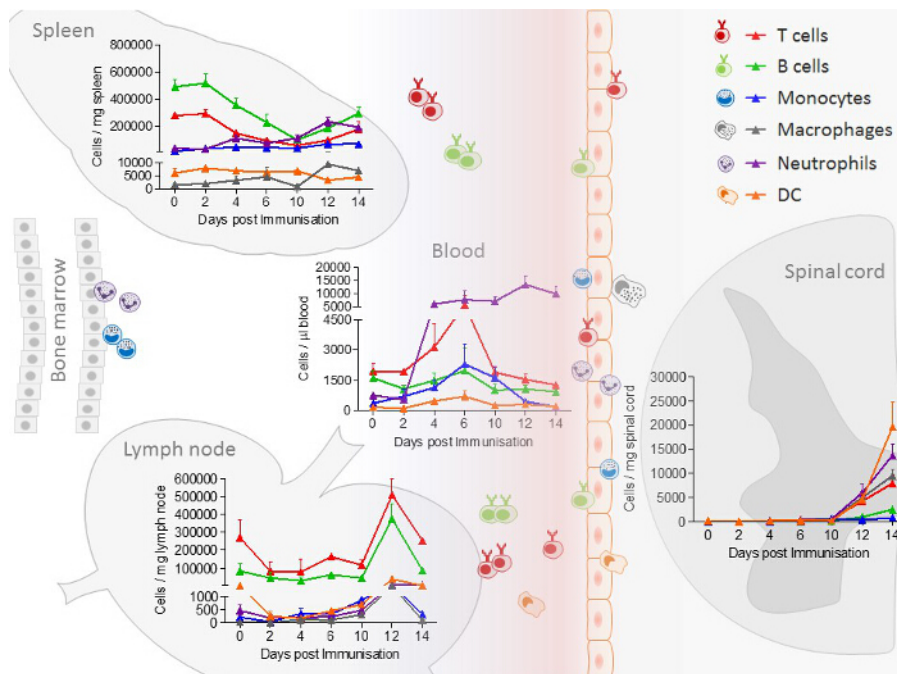 Spleen
800000
600000
400000
200000
10000
5000
0
Cells / mg spleen
0 2 4 6 10 12 14
Days post Immunisation
T cells
B cells
Monocytes
Macrophages
Neutrophils
DC
Bone marrow
Blood
20000
15000
10000
5000
4500
3000
1500
0
Cells / µl blood
0 2 4 6 10 12 14
Days post Immunisation
Spinal cord
30000
25000
20000
15000
10000
5000
0
Cells / mg spinal cord
0 2 4 6 10 12 14
Days post Immunisation
Lymph node
600000
500000
400000
300000
200000
100000
1000
500
0
Cells / mg lymph node
0 2 4 6 10 12 14
Days post Immunisation